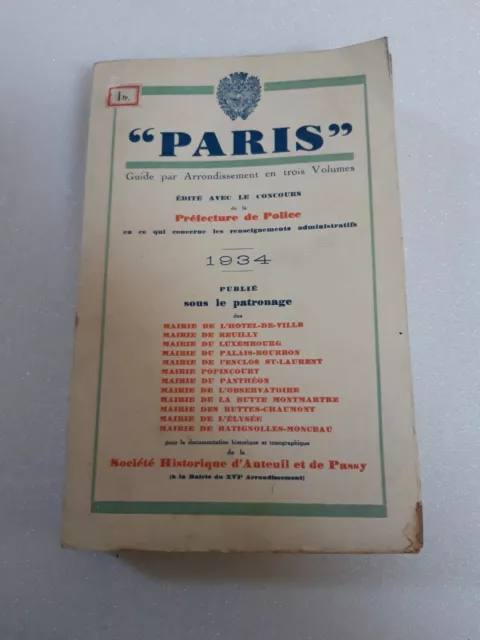 1 fr.
"PARIS"
Guide par Arrondissement en trois Volumes
ÉDITÉ AVEC LE CONCOURS
de la
Préfecture de Police
en ce qui concerne les renseignements administratifs
1934
PUBLIÉ
sous le patronage
des
MAIRIE DE L'HOTEL-DE-VILLE
MAIRIE DE REUILLY
MAIRIE DU LUXEMBOURG
MAIRIE DU PALAIS-BOURBON
MAIRIE DE l'ENCLOS ST-LAURENT
MAIRIE POPINCOURT
MAIRIE DU PANTHÉON
MAIRIE DE L'OBSERVATOIRE
MAIRIE DE LA BUTTE MONTMARTRE
MAIRIE DES BUTTES-CHAUMONT
MAIRIE DE L'ÉLYSÉE
MAIRIE DE BATIGNOLLES-MONCEAU
pour la documentation historique et topographique
de la
Société Historique d'Auteuil et de Passy
(à la Mairie du XVIe Arrondissement)